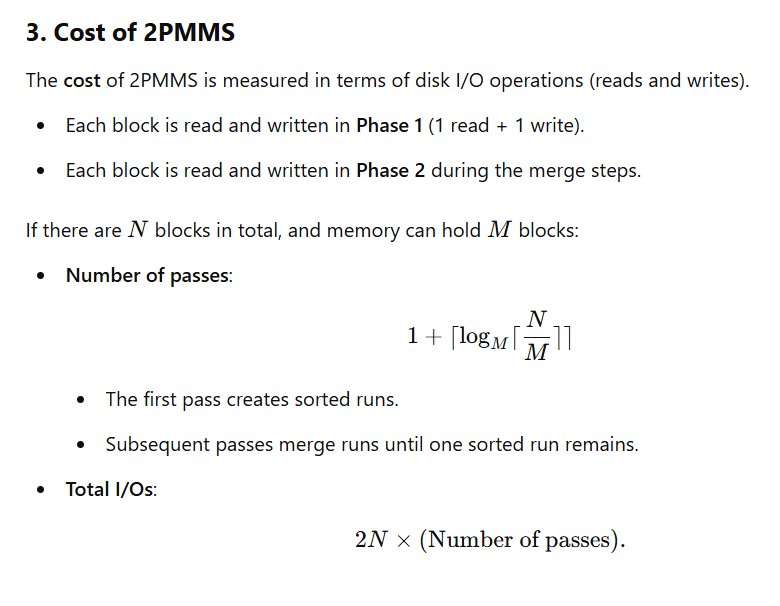 3. Cost of 2PMMS
The cost of 2PMMS is measured in terms of disk I/O operations (reads and writes).
• Each block is read and written in Phase 1 (1 read + 1 write).
• Each block is read and written in Phase 2 during the merge steps.
If there are N blocks in total, and memory can hold M blocks:
• Number of passes:
1 + ⌈log_M⌈N/M⌉⌉
• The first pass creates sorted runs.
• Subsequent passes merge runs until one sorted run remains.
• Total I/Os:
2N × (Number of passes).